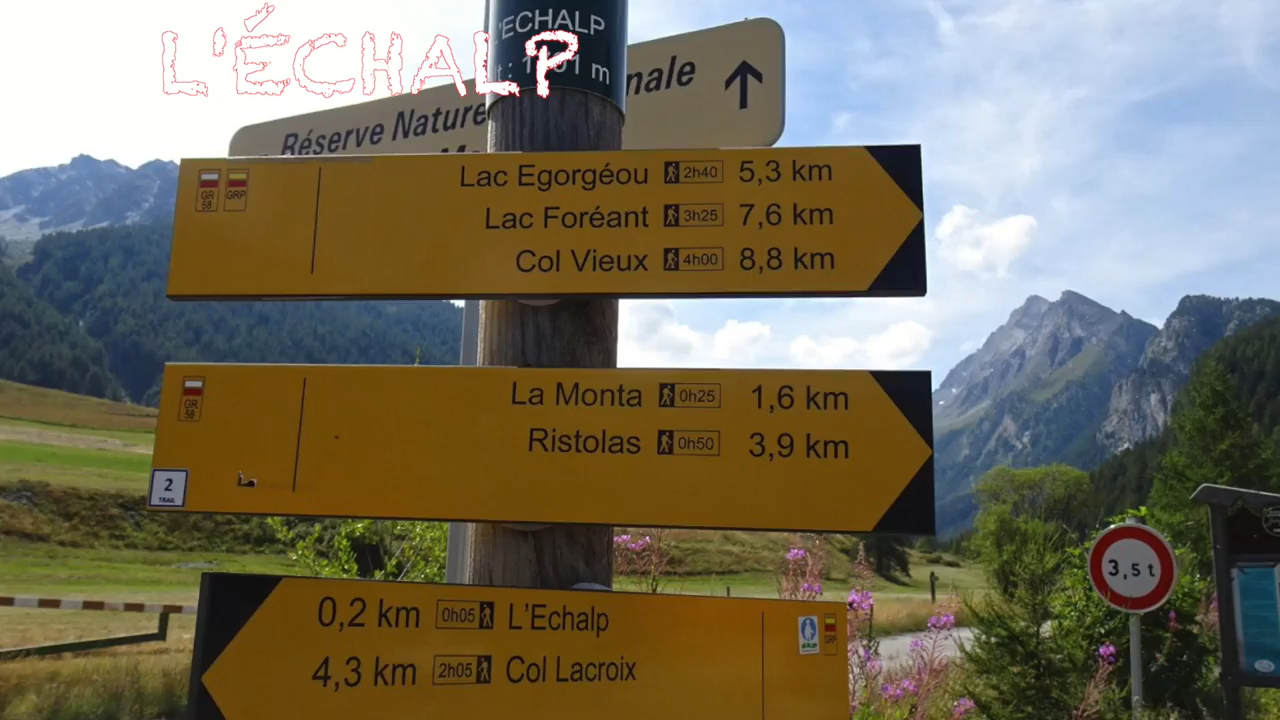 L'ÉCHALP
L'ECHALP
m
Réserve Nature
nale
GR
58
GRP
Lac Egorgéou 2h40 5,3 km
Lac Foréant 3h25 7,6 km
Col Vieux 4h00 8,8 km
GR
58
2
TRAIL
La Monta 0h25 1,6 km
Ristolas 0h50 3,9 km
3,5 t
0,2 km 0h05 L'Echalp
4,3 km 2h05 Col Lacroix
GRP